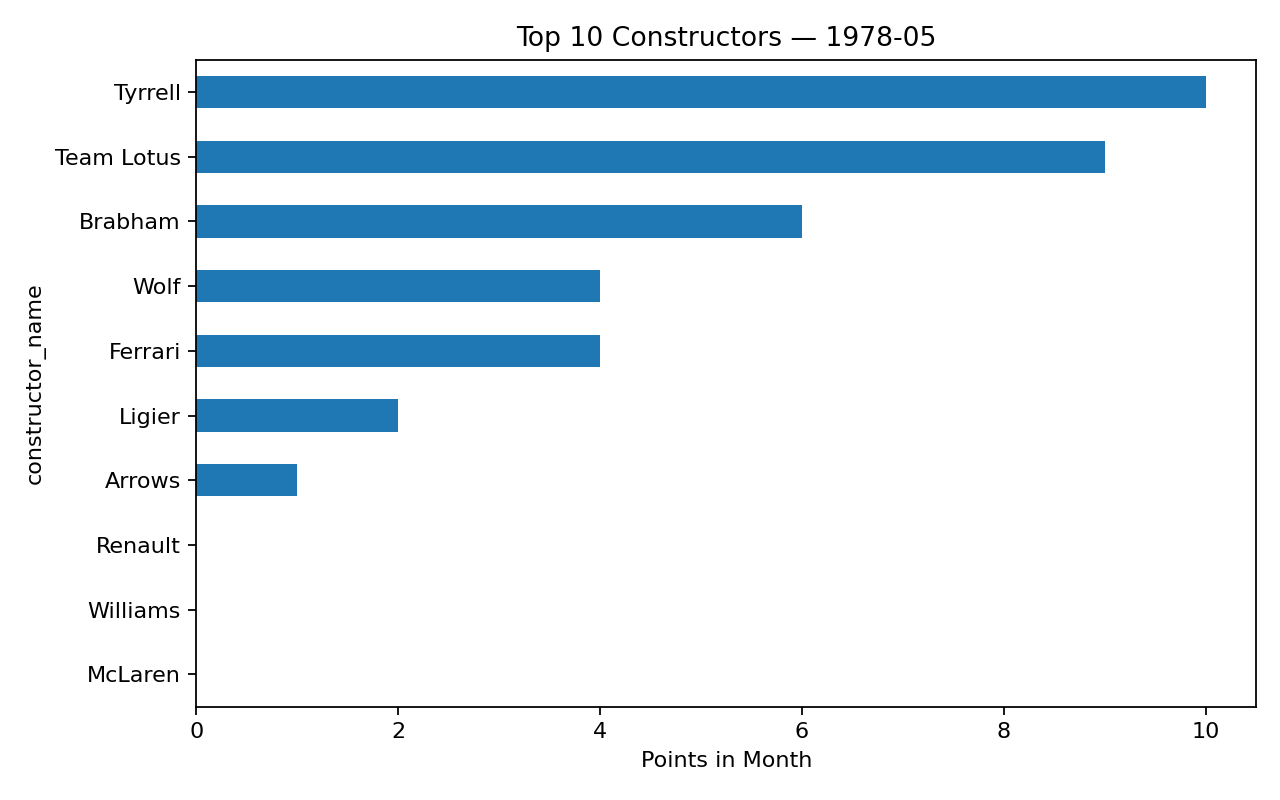 Top 10 Constructors — 1978-05
Tyrrell
Team Lotus
Brabham
Wolf
Ferrari
Ligier
Arrows
Renault
Williams
McLaren
constructor_name
0 2 4 6 8 10
Points in Month